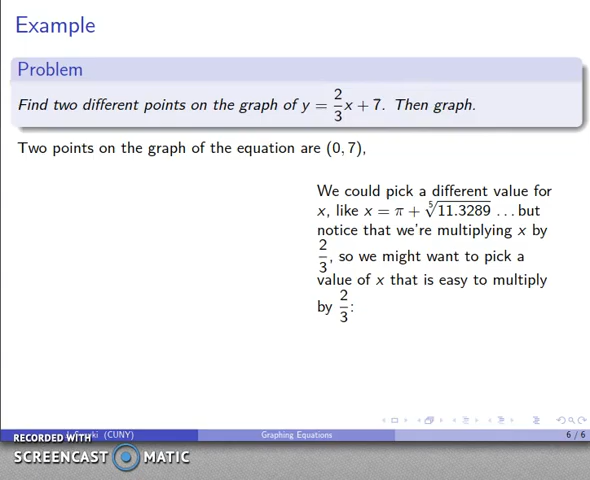 Example
Problem
Find two different points on the graph of y = 2/3 x + 7. Then graph.
Two points on the graph of the equation are (0, 7),
We could pick a different value for
x, like x = π + ⁵√11.3289 ... but
notice that we're multiplying x by
2/3, so we might want to pick a
value of x that is easy to multiply
by 2/3:
(CUNY)
Graphing Equations
6 / 6
RECORDED WITH
SCREENCAST MATIC